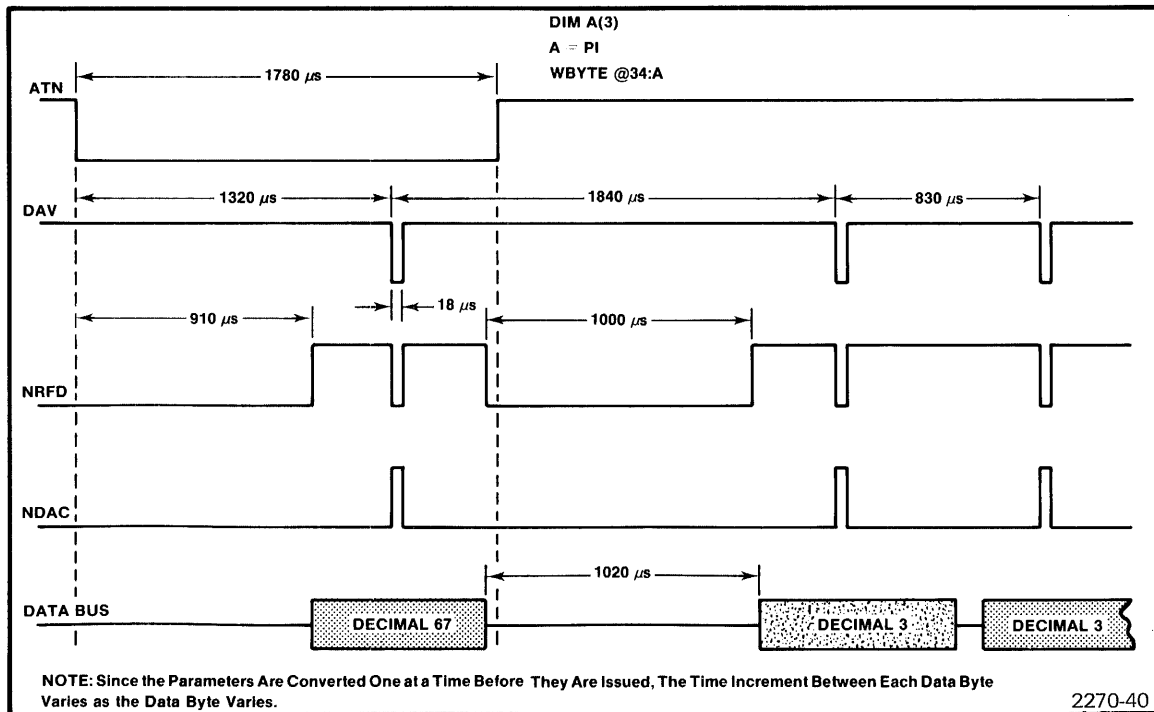 DIM A(3)
A = PI
WBYTE @34:A
1780 µs
ATN
1320 µs
1840 µs
830 µs
DAV
18 µs
910 µs
1000 µs
NRFD
NDAC
1020 µs
DATA BUS
DECIMAL 67
DECIMAL 3
DECIMAL 3
NOTE: Since the Parameters Are Converted One at a Time Before They Are Issued, The Time Increment Between Each Data Byte
Varies as the Data Byte Varies.
2270-40